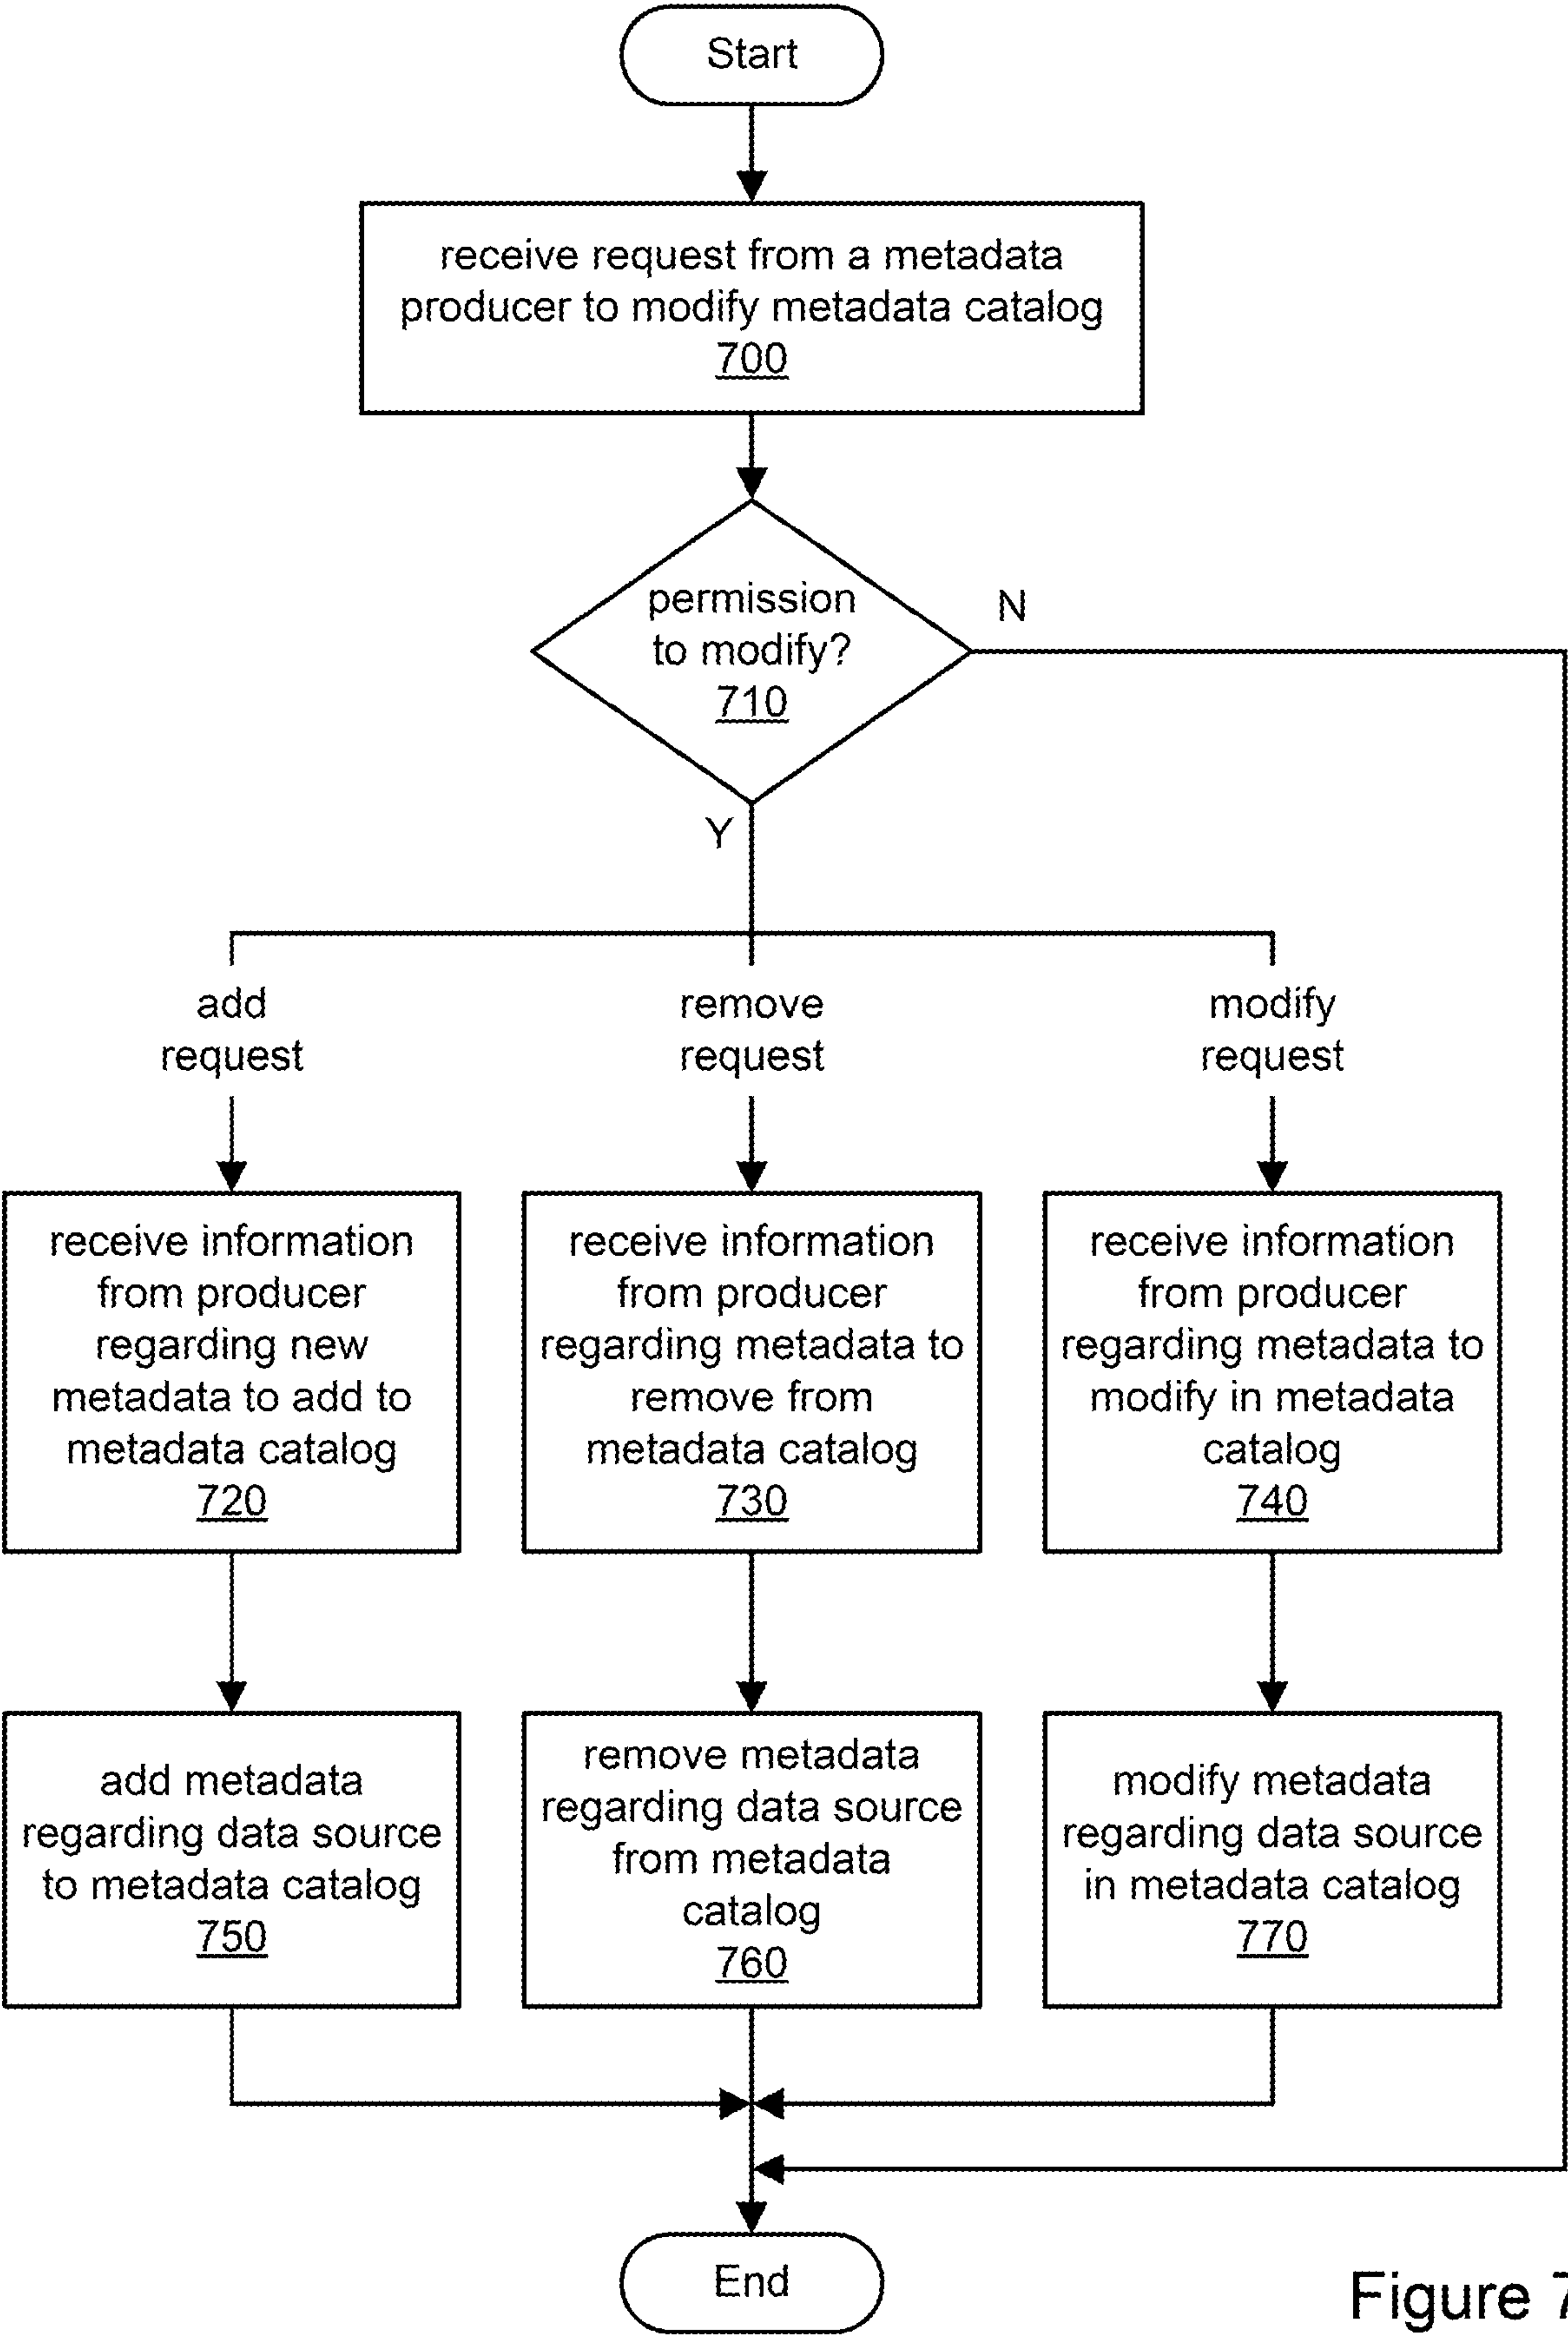 Start
receive request from a metadata
producer to modify metadata catalog
700
permission
to modify?
710
N
Y
add
request
remove
request
modify
request
receive information
from producer
regarding new
metadata to add to
metadata catalog
720
receive information
from producer
regarding metadata to
remove from
metadata catalog
730
receive information
from producer
regarding metadata to
modify in metadata
catalog
740
add metadata
regarding data source
to metadata catalog
750
remove metadata
regarding data source
from metadata
catalog
760
modify metadata
regarding data source
in metadata catalog
770
End
Figure 7